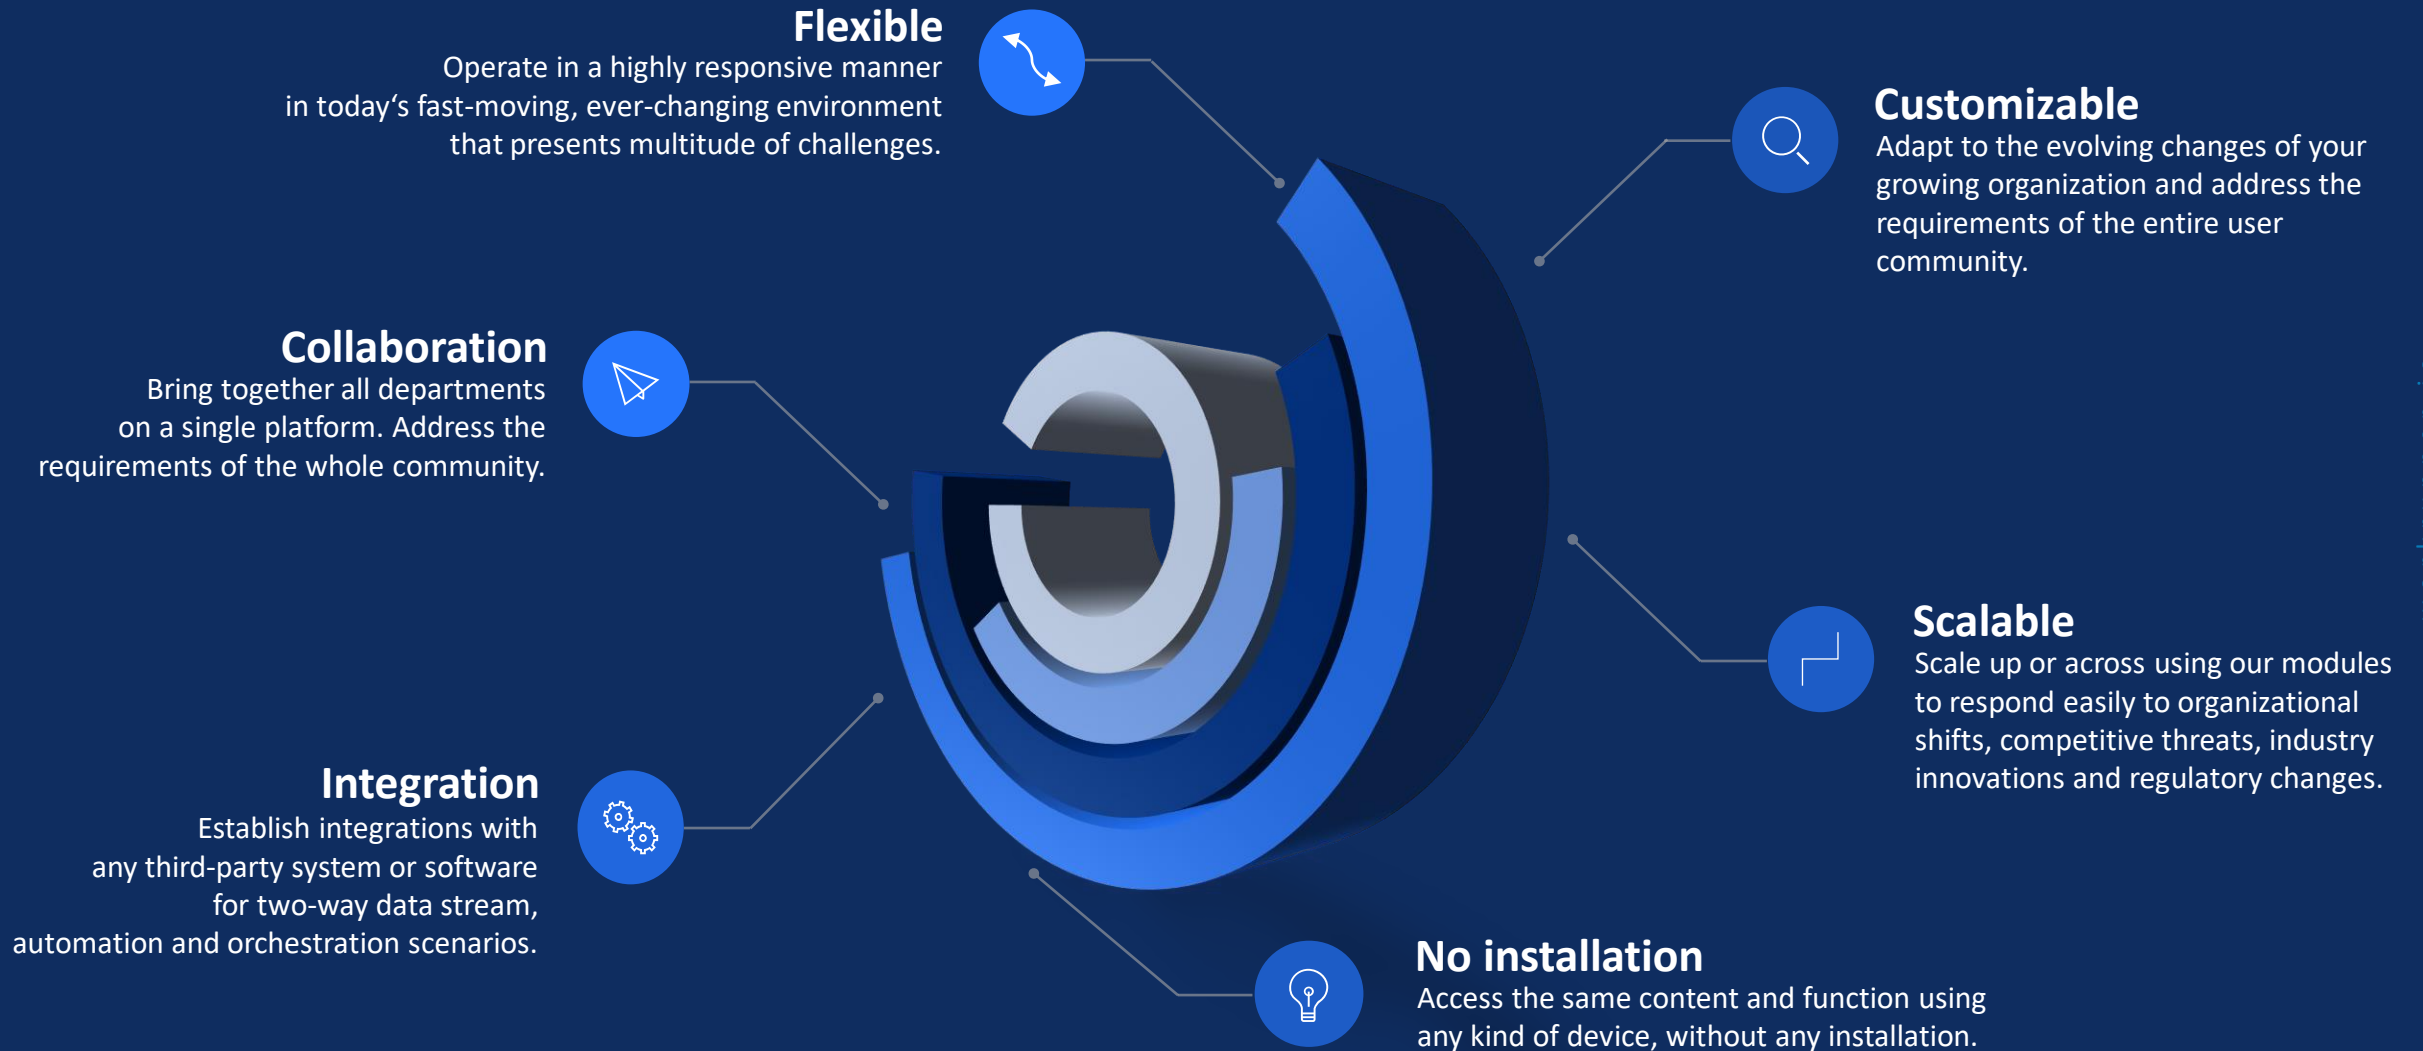 Flexible
Operate in a highly responsive manner
in today‘s fast-moving, ever-changing environment
that presents multitude of challenges.
Customizable
Adapt to the evolving changes of your
growing organization and address the
requirements of the entire user
community.
Collaboration
Bring together all departments
on a single platform. Address the
requirements of the whole community.
Scalable
Scale up or across using our modules
to respond easily to organizational
shifts, competitive threats, industry
innovations and regulatory changes.
Integration
Establish integrations with
any third-party system or software
for two-way data stream,
automation and orchestration scenarios.
No installation
Access the same content and function using
any kind of device, without any installation.